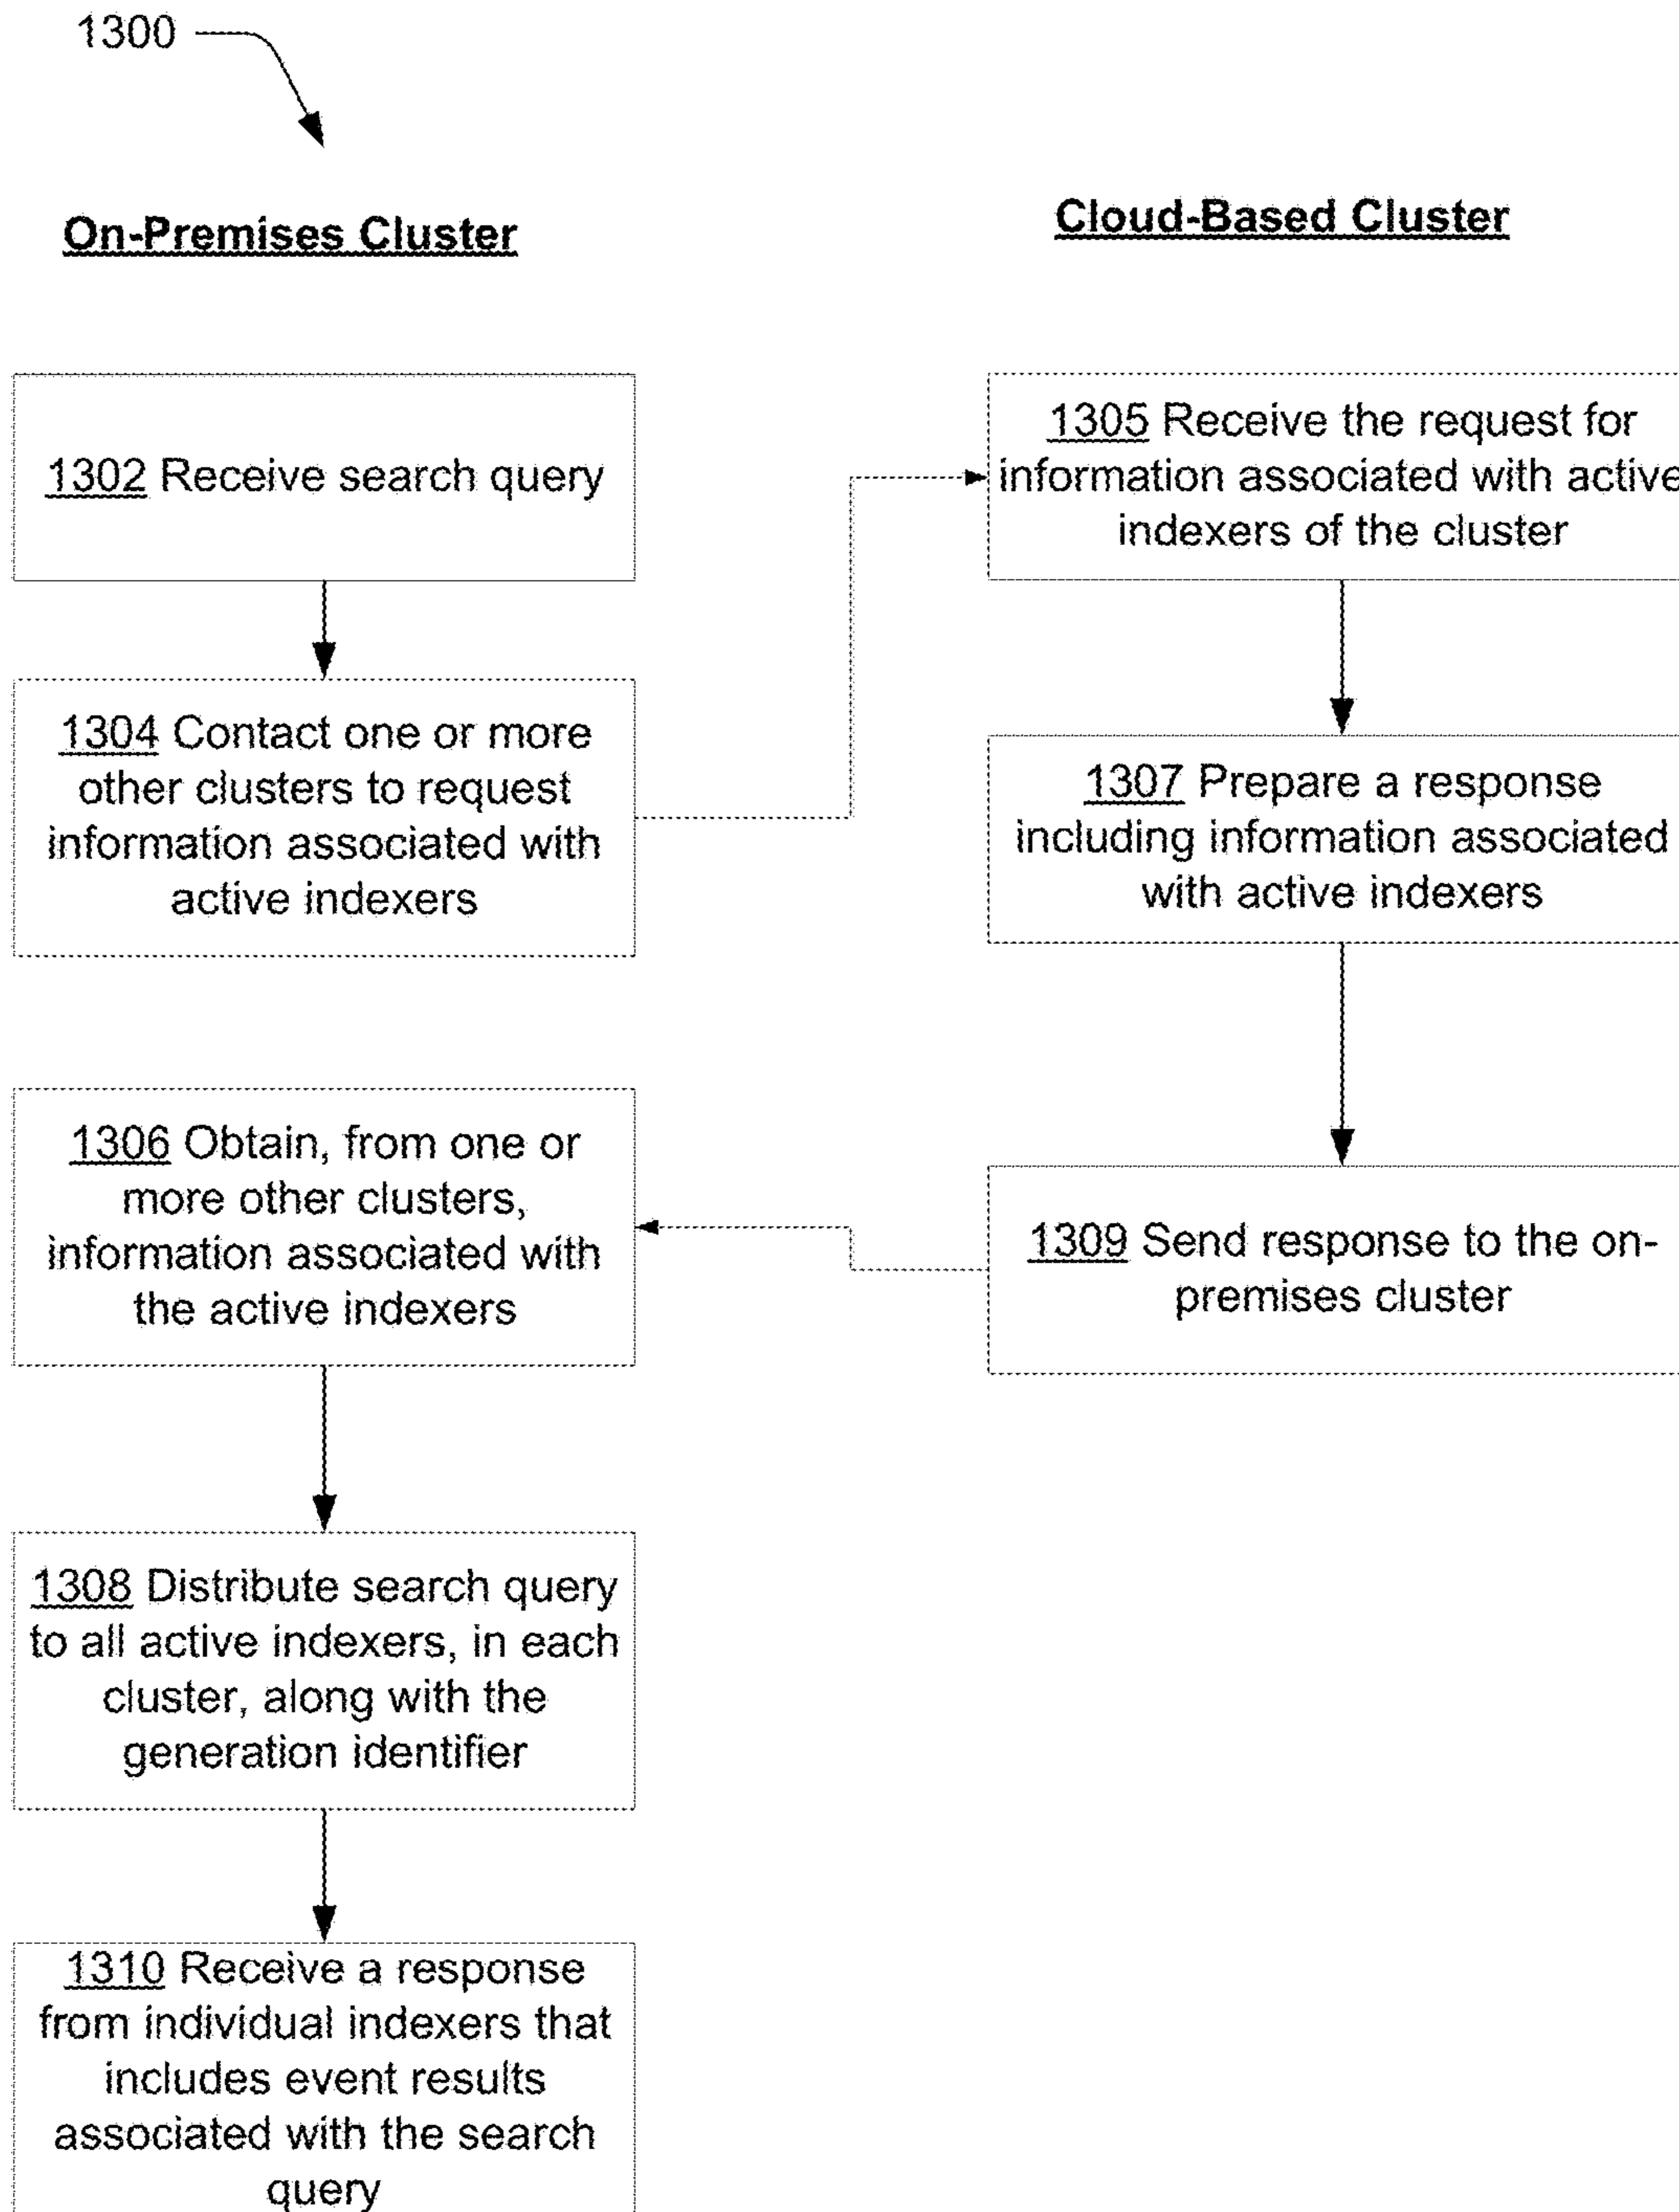 1300
On-Premises Cluster
Cloud-Based Cluster
1302 Receive search query
1304 Contact one or more
other clusters to request
information associated with
active indexers
1305 Receive the request for
information associated with active
indexers of the cluster
1307 Prepare a response
including information associated
with active indexers
1306 Obtain, from one or
more other clusters,
information associated with
the active indexers
1309 Send response to the on-
premises cluster
1308 Distribute search query
to all active indexers, in each
cluster, along with the
generation identifier
1310 Receive a response
from individual indexers that
includes event results
associated with the search
query